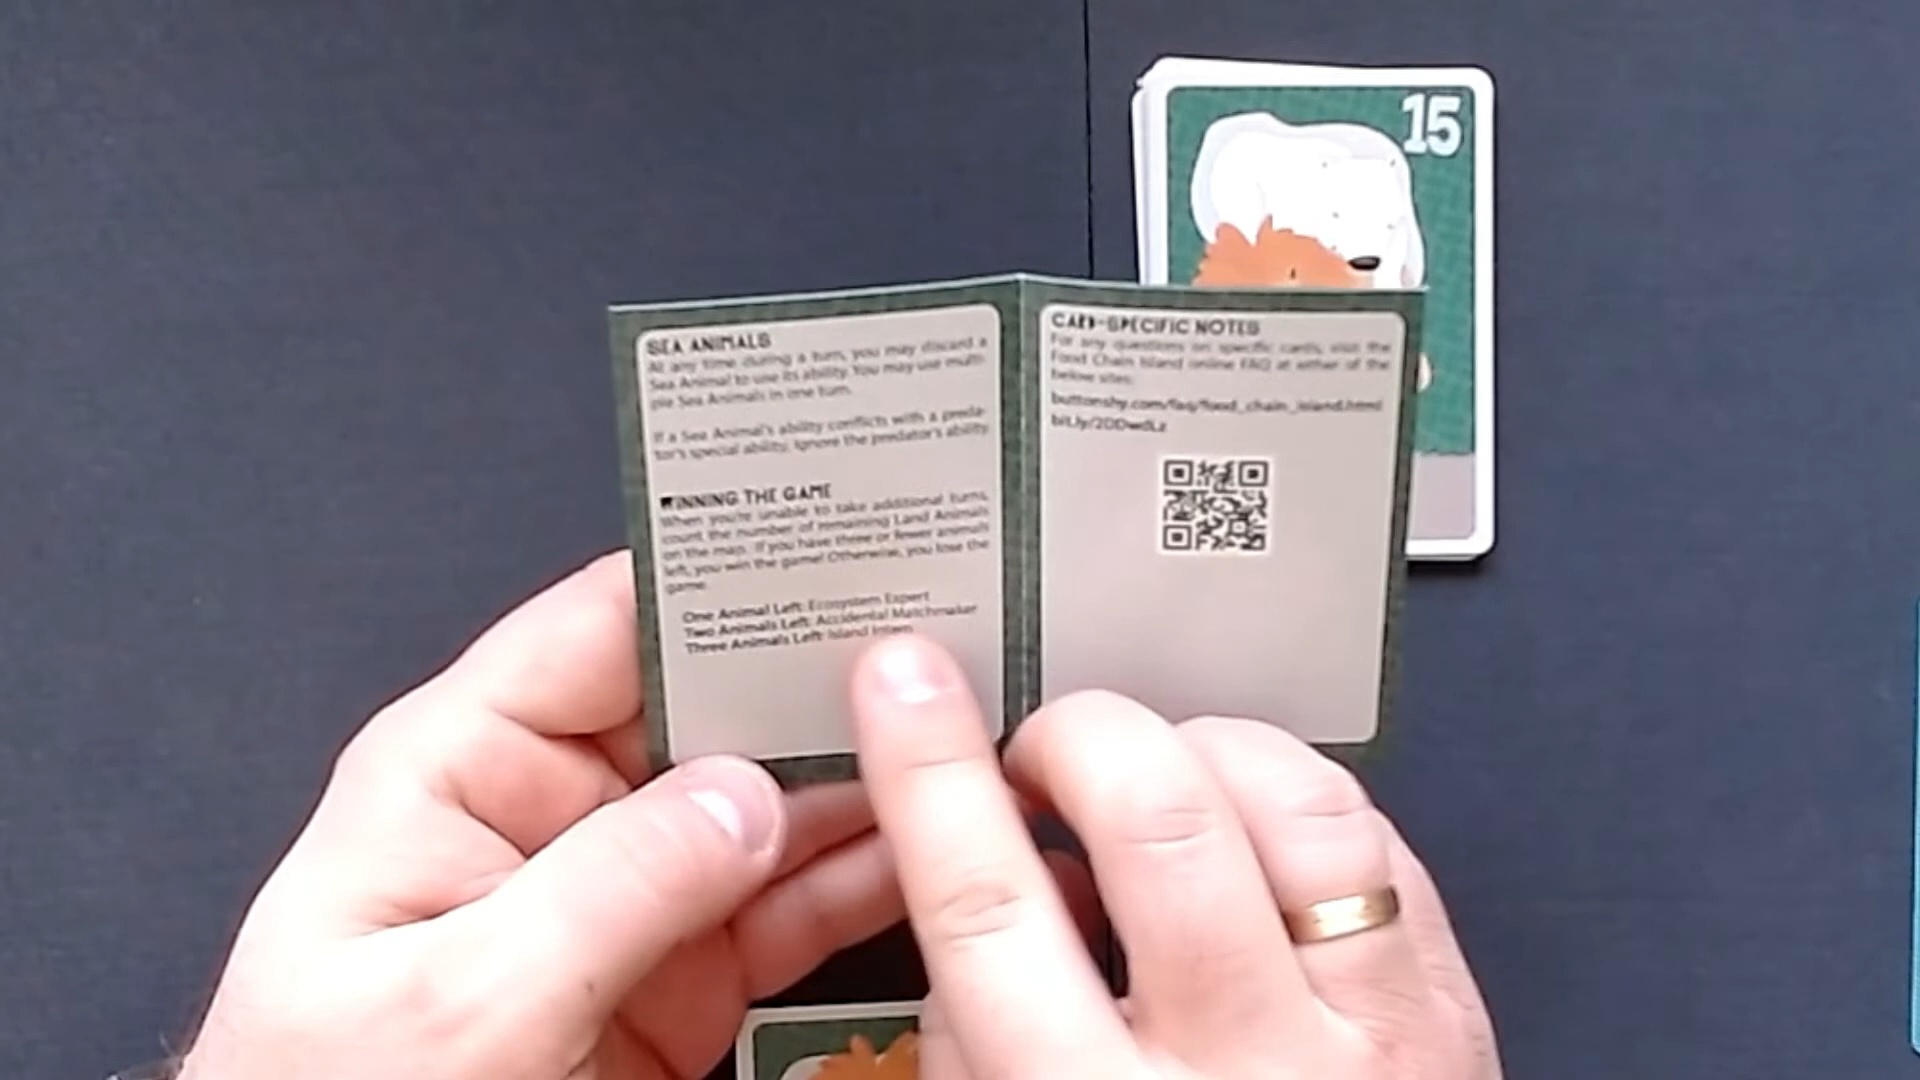 15
SEA ANIMALS
At any time during a turn, you may discard a
Sea Animal to use its ability. You may use multi-
ple Sea Animals in one turn.
If a Sea Animal's ability conflicts with a preda-
tor's special ability, ignore the predator's ability.
WINNING THE GAME
When you're unable to take additional turns,
count the number of remaining Land Animals
on the map. If you have three or fewer animals
left, you win the game! Otherwise, you lose the
game.
One Animal Left: Ecosystem Expert
Two Animals Left: Accidental Matchmaker
Three Animals Left: Island Intern
CARD-SPECIFIC NOTES
For any questions on specific cards, visit the
Food Chain Island online FAQ at either of the
below sites:
buttonshy.com/faq/food_chain_island.html